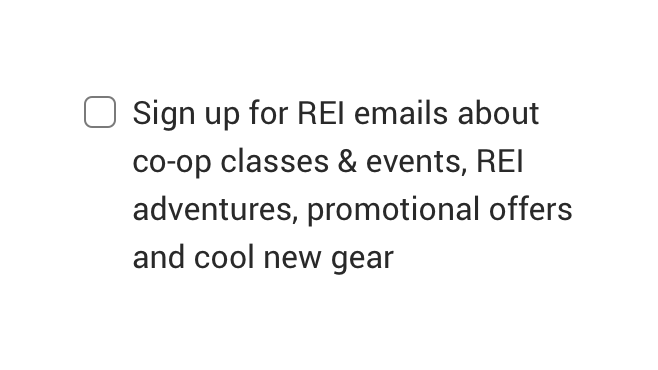 Sign up for REI emails about
co-op classes & events, REI
adventures, promotional offers
and cool new gear